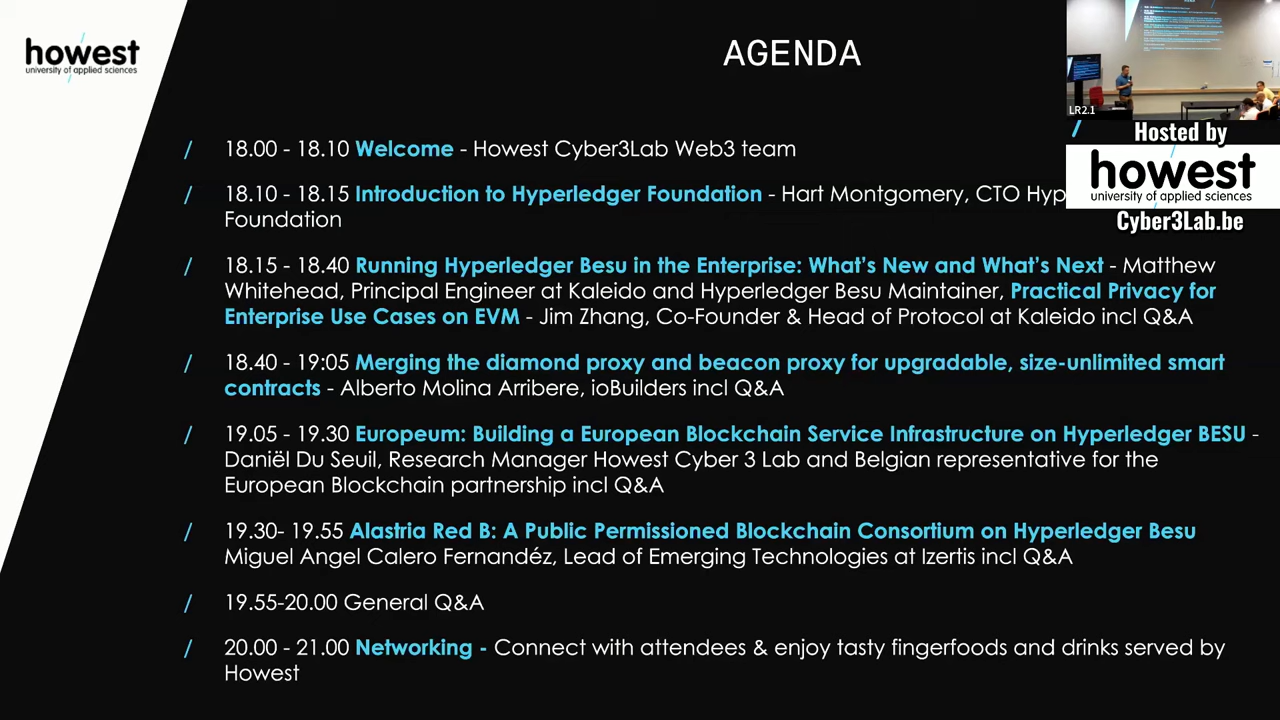 howest
university of applied sciences
AGENDA
LR2.1
Hosted by
howest
university of applied sciences
Cyber3Lab.be
/ 18.00 - 18.10 Welcome - Howest Cyber3Lab Web3 team
/ 18.10 - 18.15 Introduction to Hyperledger Foundation - Hart Montgomery, CTO Hyp
Foundation
/ 18.15 - 18.40 Running Hyperledger Besu in the Enterprise: What's New and What's Next - Matthew
Whitehead, Principal Engineer at Kaleido and Hyperledger Besu Maintainer, Practical Privacy for
Enterprise Use Cases on EVM - Jim Zhang, Co-Founder & Head of Protocol at Kaleido incl Q&A
/ 18.40 - 19:05 Merging the diamond proxy and beacon proxy for upgradable, size-unlimited smart
contracts - Alberto Molina Arribere, ioBuilders incl Q&A
/ 19.05 - 19.30 Europeum: Building a European Blockchain Service Infrastructure on Hyperledger BESU -
Daniël Du Seuil, Research Manager Howest Cyber 3 Lab and Belgian representative for the
European Blockchain partnership incl Q&A
/ 19.30- 19.55 Alastria Red B: A Public Permissioned Blockchain Consortium on Hyperledger Besu
Miguel Angel Calero Fernandéz, Lead of Emerging Technologies at Izertis incl Q&A
/ 19.55-20.00 General Q&A
/ 20.00 - 21.00 Networking - Connect with attendees & enjoy tasty fingerfoods and drinks served by
Howest